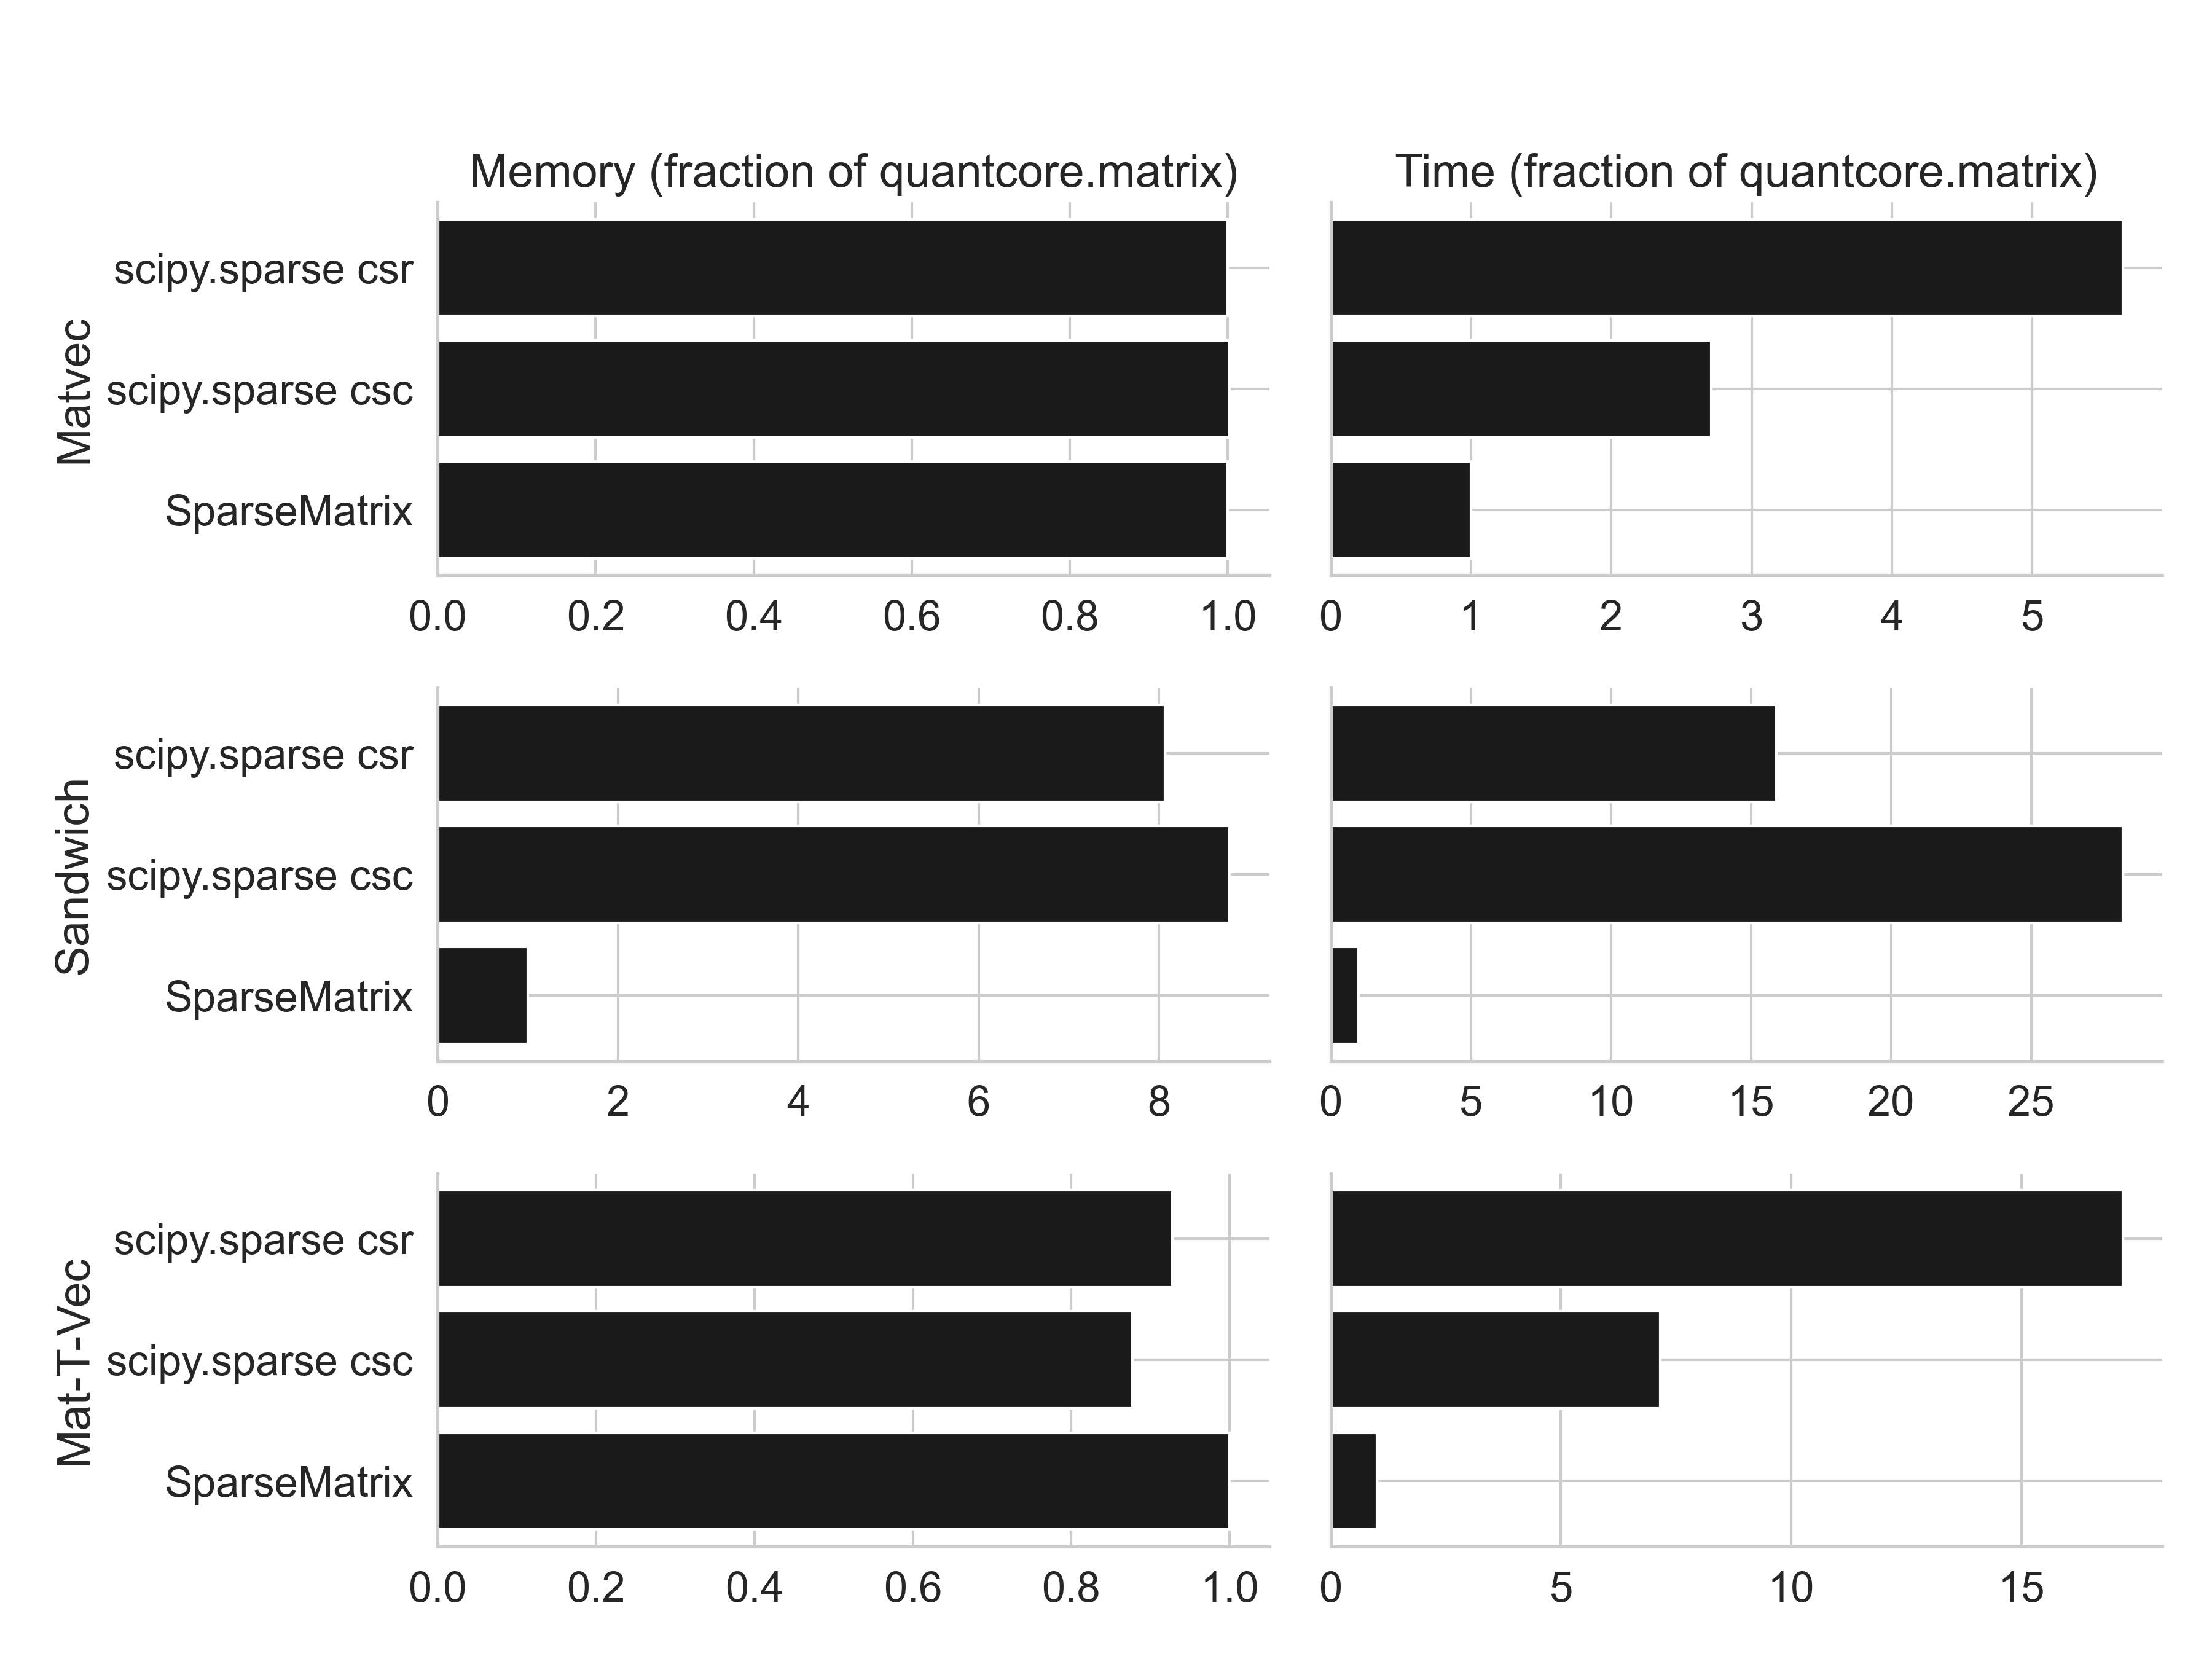 Memory (fraction of quantcore.matrix)
Time (fraction of quantcore.matrix)
Matvec
scipy.sparse csr
scipy.sparse csc
SparseMatrix
0.0 0.2 0.4 0.6 0.8 1.0
0 1 2 3 4 5
Sandwich
scipy.sparse csr
scipy.sparse csc
SparseMatrix
0 2 4 6 8
0 5 10 15 20 25
Mat-T-Vec
scipy.sparse csr
scipy.sparse csc
SparseMatrix
0.0 0.2 0.4 0.6 0.8 1.0
0 5 10 15